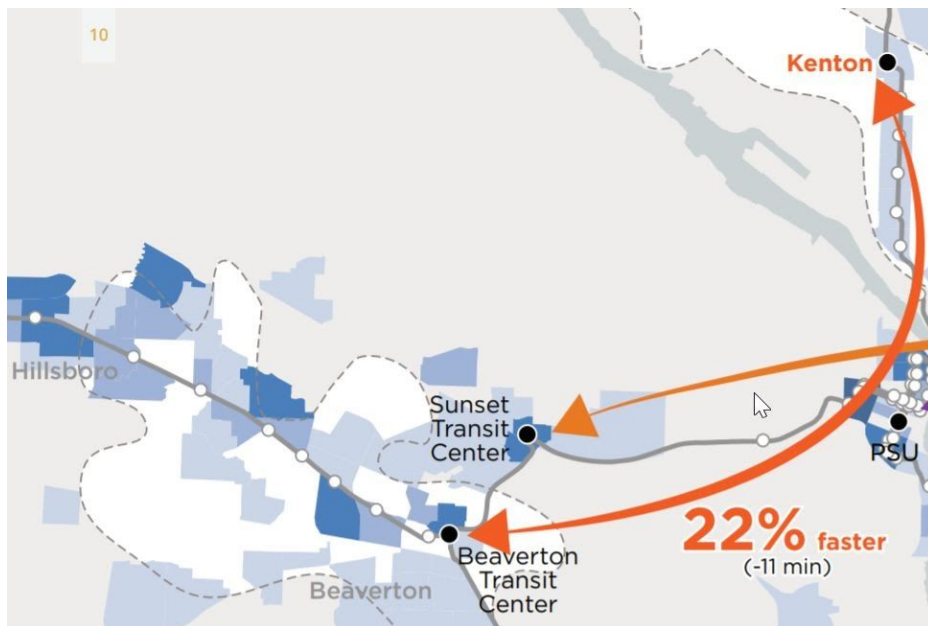 10
Kenton
Hillsboro
Sunset
Transit
Center
PSU
22% faster
(-11 min)
Beaverton
Transit
Center
Beaverton